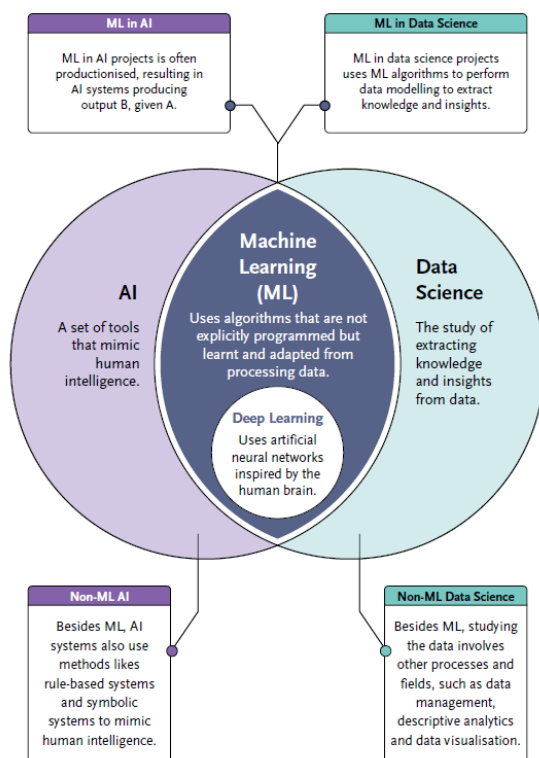 ML in AI
ML in AI projects is often
productionised, resulting in
AI systems producing
output B, given A.
ML in Data Science
ML in data science projects
uses ML algorithms to perform
data modelling to extract
knowledge and insights.
AI
A set of tools
that mimic
human
intelligence.
Machine
Learning
(ML)
Uses algorithms that are not
explicitly programmed but
learnt and adapted from
processing data.
Deep Learning
Uses artificial
neural networks
inspired by the
human brain.
Data
Science
The study of
extracting
knowledge
and insights
from data.
Non-ML AI
Besides ML, AI
systems also use
methods likes
rule-based systems
and symbolic
systems to mimic
human intelligence.
Non-ML Data Science
Besides ML, studying
the data involves
other processes and
fields, such as data
management,
descriptive analytics
and data visualisation.